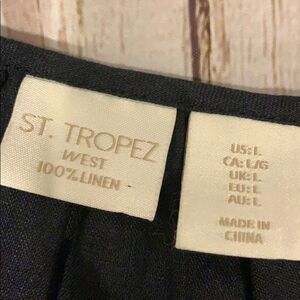 ST. TROPEZ
WEST
100% LINEN
US: L
CA: L/G
UK: L
EU: L
AU: L
MADE IN
CHINA